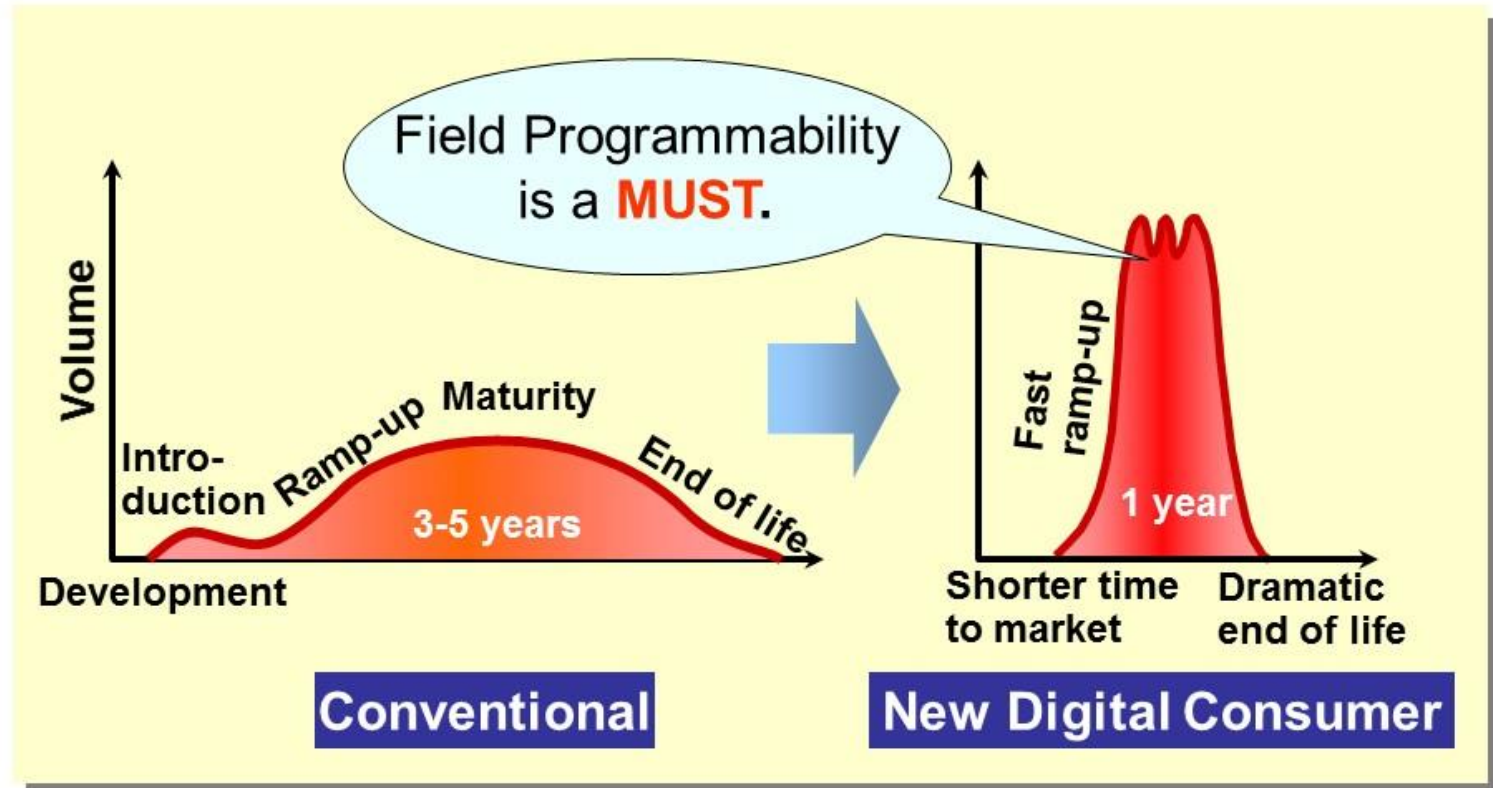 Field Programmability
is a MUST.
Volume
Intro-
duction
Ramp-up
Maturity
End of life
3-5 years
Development
Conventional
Fast
ramp-up
1 year
Shorter time
to market
Dramatic
end of life
New Digital Consumer